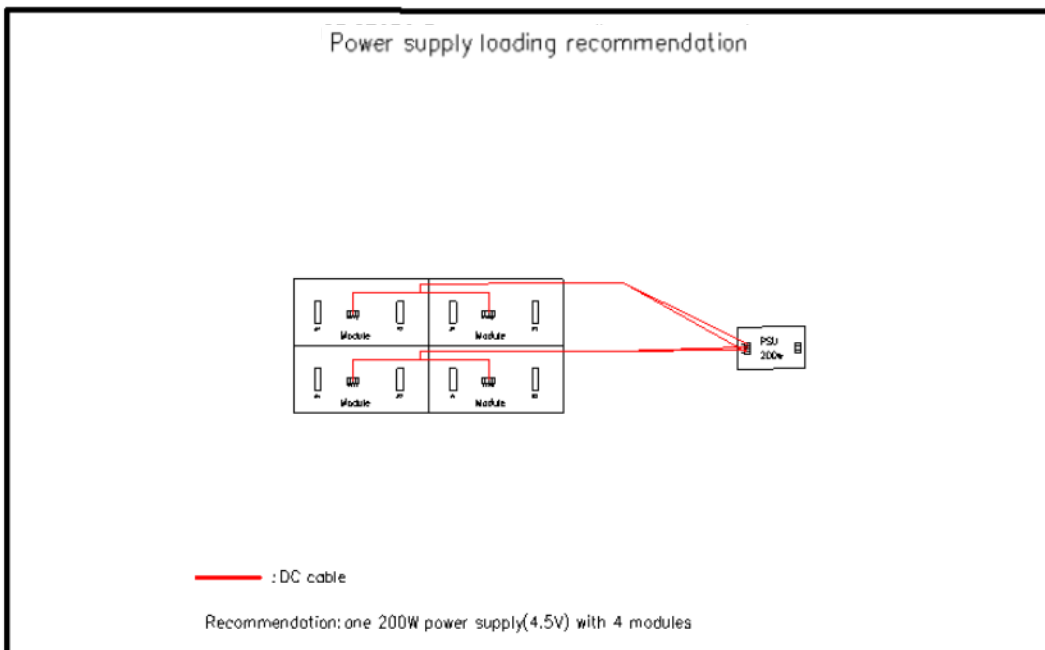 Power supply loading recommendation
Module
Module
PSU
200w
Module
Module
: DC cable
Recommendation: one 200W power supply(4.5V) with 4 modules